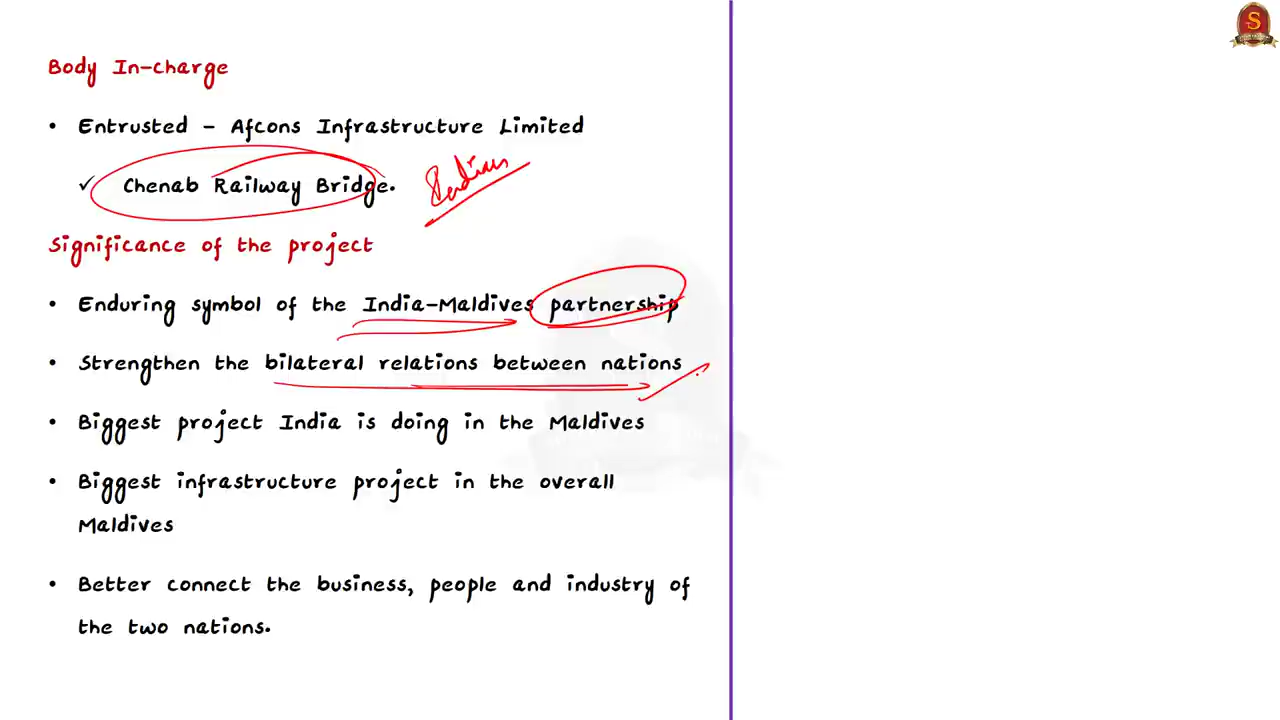 Body In-charge
• Entrusted – Afcons Infrastructure Limited
✓ Chenab Railway Bridge.
Indian
Significance of the project
• Enduring symbol of the India-Maldives partnership
• Strengthen the bilateral relations between nations
• Biggest project India is doing in the Maldives
• Biggest infrastructure project in the overall
Maldives
• Better connect the business, people and industry of
the two nations.
S